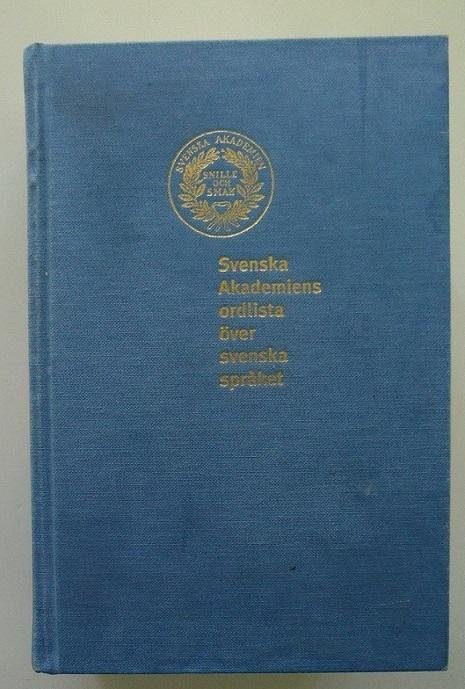 SVENSKA AKADEMIEN
SNILLE
OCH
SMAK
Svenska
Akademiens
ordlista
över
svenska
språket